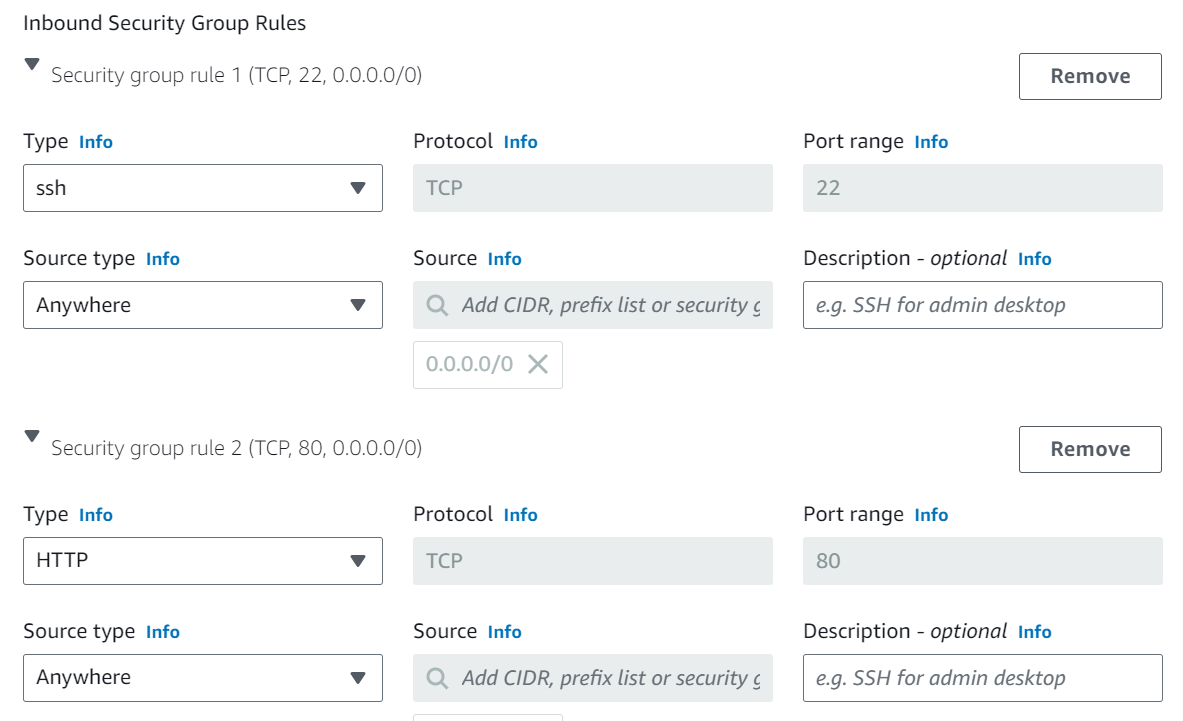 Inbound Security Group Rules
Security group rule 1 (TCP, 22, 0.0.0.0/0)
Remove
Type Info
Protocol Info
Port range Info
ssh
TCP
22
Source type Info
Source Info
Description - optional Info
Anywhere
Add CIDR, prefix list or security g
e.g. SSH for admin desktop
0.0.0.0/0
Security group rule 2 (TCP, 80, 0.0.0.0/0)
Remove
Type Info
Protocol Info
Port range Info
HTTP
TCP
80
Source type Info
Source Info
Description - optional Info
Anywhere
Add CIDR, prefix list or security g
e.g. SSH for admin desktop